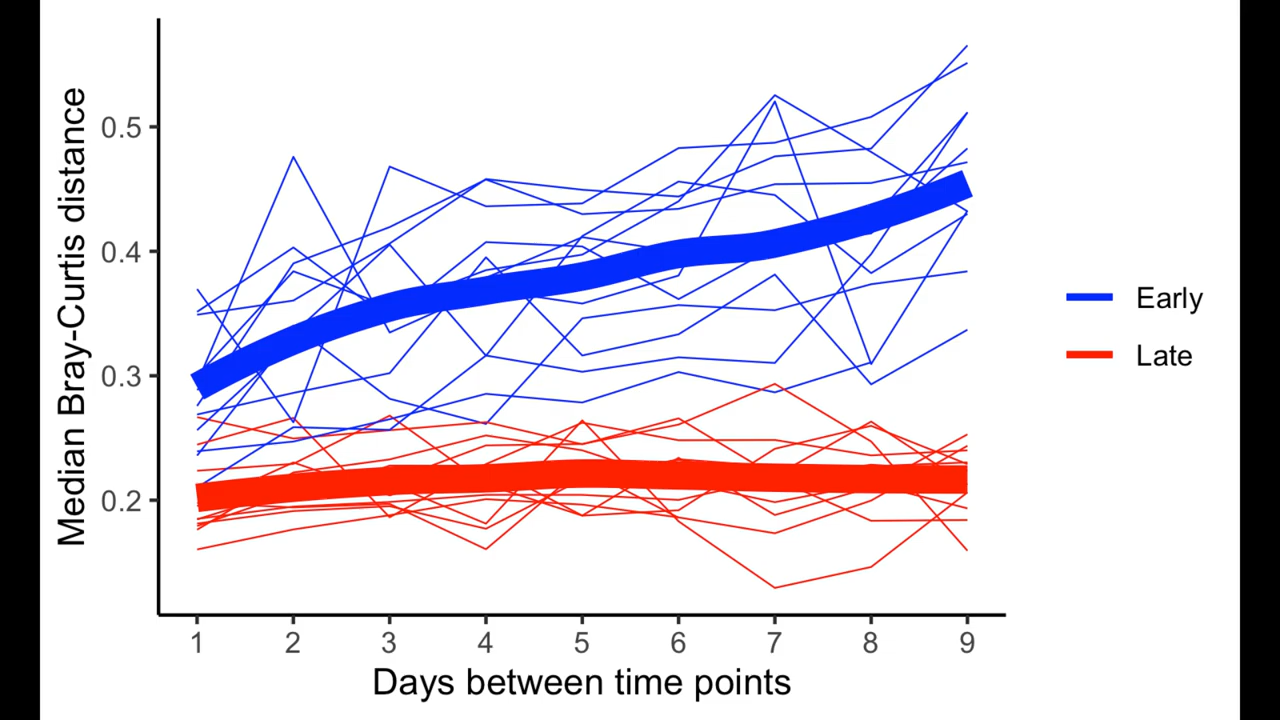 Median Bray-Curtis distance
0.5
0.4
0.3
0.2
1 2 3 4 5 6 7 8 9
Days between time points
Early
Late